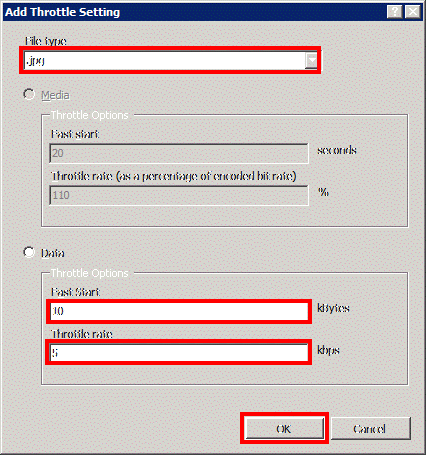 Add Throttle Setting
File type
.jpg
Media
Throttle Options
Fast start
20 seconds
Throttle rate (as a percentage of encoded bit rate)
110 %
Data
Throttle Options
Fast Start
10 kBytes
Throttle rate
5 kbps
OK Cancel